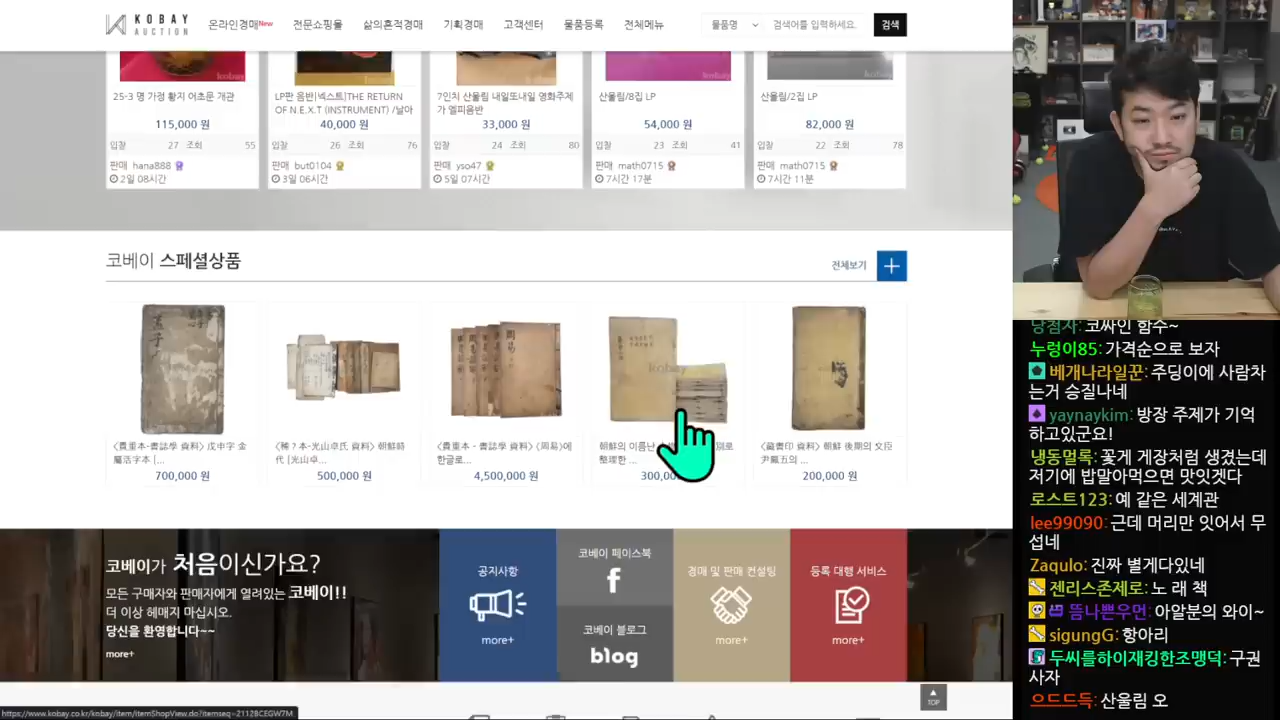 KOBAY
AUCTION
온라인경매New
전문쇼핑몰
삶의흔적경매
기획경매
고객센터
물품등록
전체메뉴
물품명
검색어를 입력하세요.
검색
25-3 명 가정 황지 어초문 개관
115,000 원
입찰 27 조회 55
판매 hana888
2일 08시간
LP판 음반[넥스트]THE RETURN
OF N.E.X.T (INSTRUMENT) /날아
40,000 원
입찰 26 조회 76
판매 but0104
3일 06시간
7인치 산울림 내일또내일 영화주제
가 엘피음반
33,000 원
입찰 24 조회 80
판매 yso47
5일 07시간
산울림/8집 LP
54,000 원
입찰 23 조회 41
판매 math0715
7시간 17분
산울림/2집 LP
82,000 원
입찰 22 조회 78
판매 math0715
7시간 11분
코베이 스페셜상품
전체보기
〈貴重本-書誌學 資料〉 戊申字 金
屬活字本 [...
700,000 원
〈稀？本-光山卓氏 資料〉 朝鮮時
代 [光山卓...
500,000 원
〈貴重本 - 書誌學 資料〉 〈周易〉에
한글로...
4,500,000 원
朝鮮의 이름난
整理한 ...
300,00
〈藏書印 資料〉 朝鮮 後期의 文臣
尹鳳五의 ...
200,000 원
코베이가 처음이신가요?
모든 구매자와 판매자에게 열려있는 코베이!!
더 이상 헤매지 마십시오.
당신을 환영합니다~~
more+
공지사항
more+
코베이 페이스북
f
코베이 블로그
blog
경매 및 판매 컨설팅
more+
등록 대행 서비스
more+
TOP
https://www.kobay.co.kr/kobay/item/itemShopView.do?itemseq=2112BCEGW7M
당첨자: 코싸인 함수~
누렁이85: 가격순으로 보자
베개나라일꾼: 주딩이에 사람차
는거 승질나네
yaynaykim: 방장 주제가 기억
하고있군요!
냉동멀록: 꽃게 게장처럼 생겼는데
저기에 밥말아먹으면 맛잇겟다
로스트123: 예 같은 세계관
lee99090: 근데 머리만 잇어서 무
섭네
Zaqulo: 진짜 별게다있네
젠리스존제로: 노 래 책
뜸나쁜우먼: 아알분의 와이~
sigungG: 항아리
두씨를하이재킹한조맹덕: 구권
사자
으드드득: 산울림 오